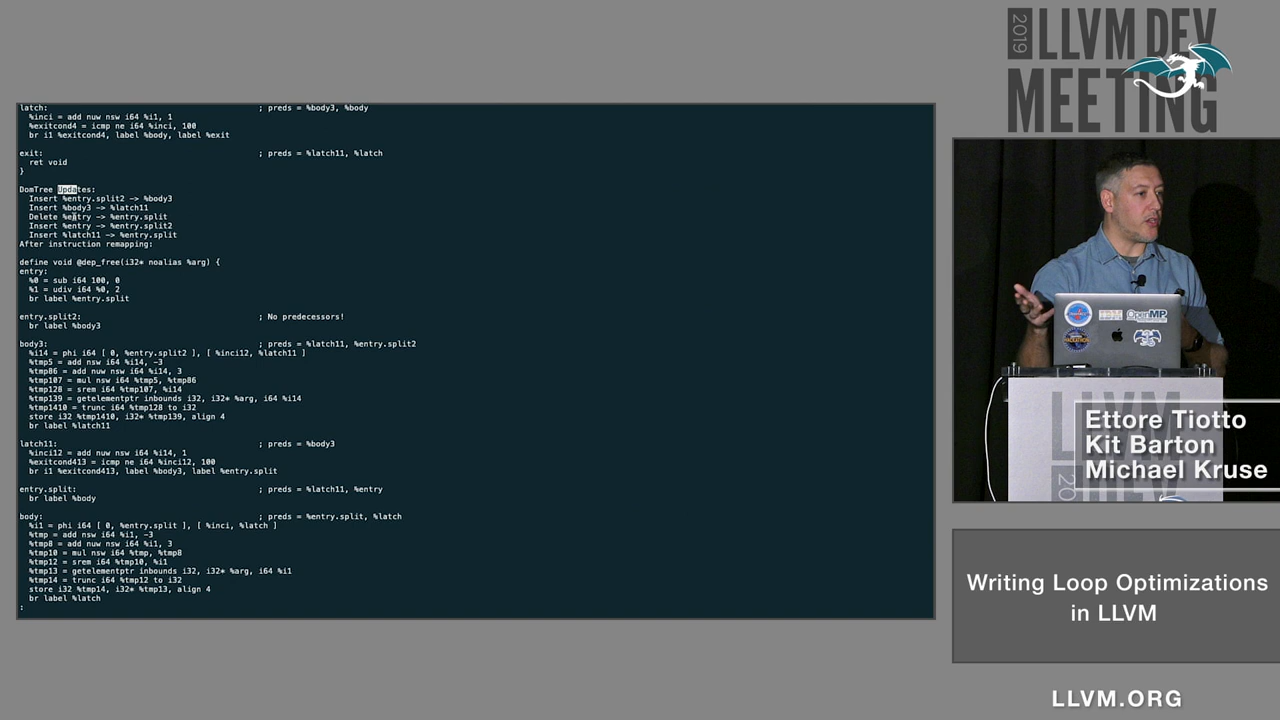 2019 LLVM DEV
MEETING
latch: ; preds = %body3, %body
%inci = add nuw nsw i64 %i1, 1
%exitcond4 = icmp ne i64 %inci, 100
br i1 %exitcond4, label %body, label %exit
exit: ; preds = %latch11, %latch
ret void
}
DomTree Updates:
Insert %entry.split2 -> %body3
Insert %body3 -> %latch11
Delete %entry -> %entry.split
Insert %entry -> %entry.split2
Insert %latch11 -> %entry.split
After instruction remapping:
define void @dep_free(i32* noalias %arg) {
entry:
%0 = sub i64 100, 0
%1 = udiv i64 %0, 2
br label %entry.split
entry.split2: ; No predecessors!
br label %body3
body3: ; preds = %latch11, %entry.split2
%i14 = phi i64 [ 0, %entry.split2 ], [ %inci12, %latch11 ]
%tmp5 = add nsw i64 %i14, -3
%tmp86 = add nuw nsw i64 %i14, 3
%tmp107 = mul nsw i64 %tmp5, %tmp86
%tmp128 = srem i64 %tmp107, %i14
%tmp139 = getelementptr inbounds i32, i32* %arg, i64 %i14
%tmp1410 = trunc i64 %tmp128 to i32
store i32 %tmp1410, i32* %tmp139, align 4
br label %latch11
latch11: ; preds = %body3
%inci12 = add nuw nsw i64 %i14, 1
%exitcond413 = icmp ne i64 %inci12, 100
br i1 %exitcond413, label %body3, label %entry.split
entry.split: ; preds = %latch11, %entry
br label %body
body: ; preds = %entry.split, %latch
%i1 = phi i64 [ 0, %entry.split ], [ %inci, %latch ]
%tmp = add nsw i64 %i1, -3
%tmp8 = add nuw nsw i64 %i1, 3
%tmp10 = mul nsw i64 %tmp, %tmp8
%tmp12 = srem i64 %tmp10, %i1
%tmp13 = getelementptr inbounds i32, i32* %arg, i64 %i1
%tmp14 = trunc i64 %tmp12 to i32
store i32 %tmp14, i32* %tmp13, align 4
br label %latch
:
OpenMP
LLVM
20
DEV
Ettore Tiotto
Kit Barton
Michael Kruse
Writing Loop Optimizations
in LLVM
LLVM.ORG